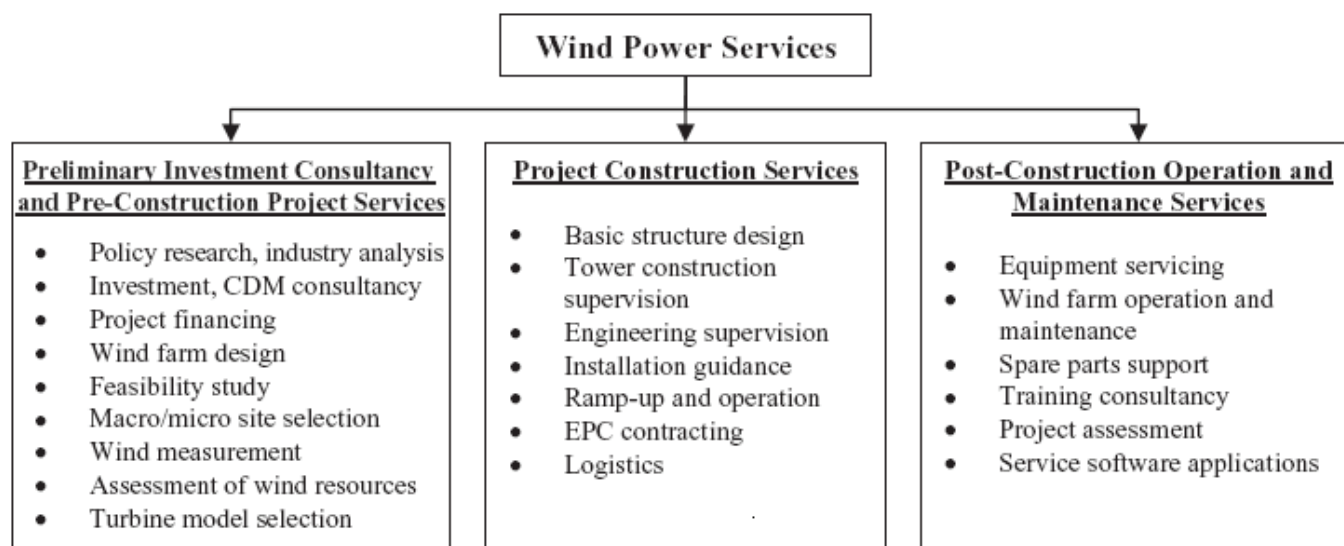 Wind Power Services
Preliminary Investment Consultancy
and Pre-Construction Project Services
• Policy research, industry analysis
• Investment, CDM consultancy
• Project financing
• Wind farm design
• Feasibility study
• Macro/micro site selection
• Wind measurement
• Assessment of wind resources
• Turbine model selection
Project Construction Services
• Basic structure design
• Tower construction
supervision
• Engineering supervision
• Installation guidance
• Ramp-up and operation
• EPC contracting
• Logistics
Post-Construction Operation and
Maintenance Services
• Equipment servicing
• Wind farm operation and
maintenance
• Spare parts support
• Training consultancy
• Project assessment
• Service software applications